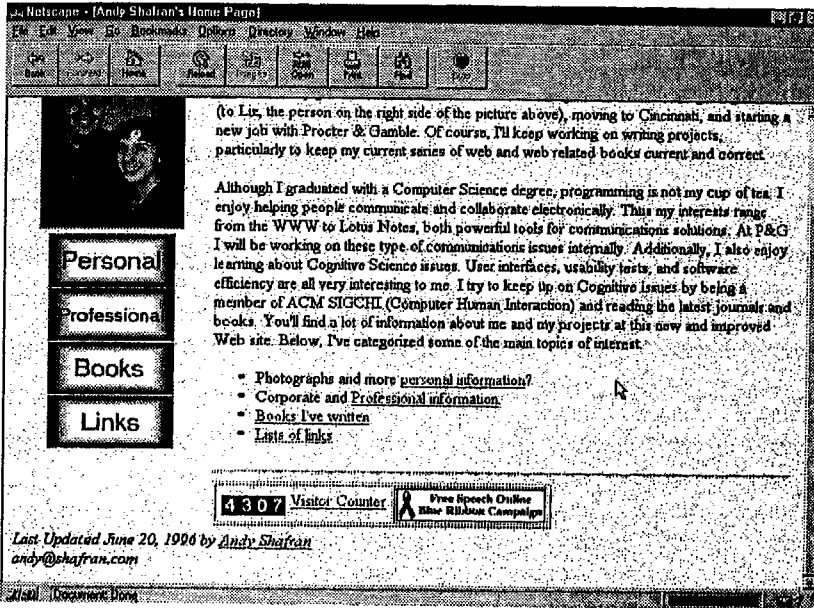 Netscape - [Andy Shafran's Home Page]
File Edit View Go Bookmarks Options Directory Window Help
Back Forward Home Reload Images Open Print Find Stop
(to Liz, the person on the right side of the picture above), moving to Cincinnati, and starting a
new job with Procter & Gamble. Of course, I'll keep working on writing projects,
particularly to keep my current series of web and web related books current and correct.
Although I graduated with a Computer Science degree, programming is not my cup of tea. I
enjoy helping people communicate and collaborate electronically. Thus my interests range
from the WWW to Lotus Notes, both powerful tools for communications solutions. At P&G
I will be working on these type of communications issues internally. Additionally, I also enjoy
learning about Cognitive Science issues. User interfaces, usability tests, and software
efficiency are all very interesting to me. I try to keep up on Cognitive Issues by being a
member of ACM SIGCHI (Computer Human Interaction) and reading the latest journals and
books. You'll find a lot of information about me and my projects at this new and improved
Web site. Below, I've categorized some of the main topics of interest.
Personal
Professional
Books
Links
Photographs and more personal information?
Corporate and Professional information.
Books I've written
Lists of links
4307 Visitor Counter
Free Speech Online
Blue Ribbon Campaign
Last Updated June 20, 1996 by Andy Shafran
andy@shafran.com
Document: Done